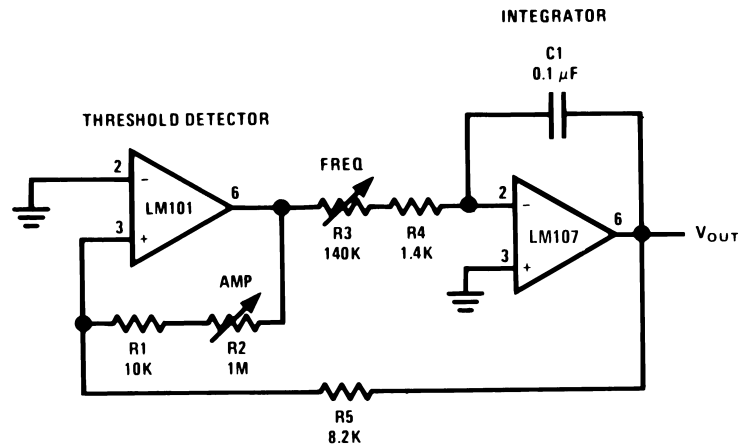 INTEGRATOR
C1
0.1 μF
THRESHOLD DETECTOR
2
−
6
LM101
3
+
FREQ
R3
140K
R4
1.4K
2
−
6
LM107
3
+
VOUT
AMP
R1
10K
R2
1M
R5
8.2K